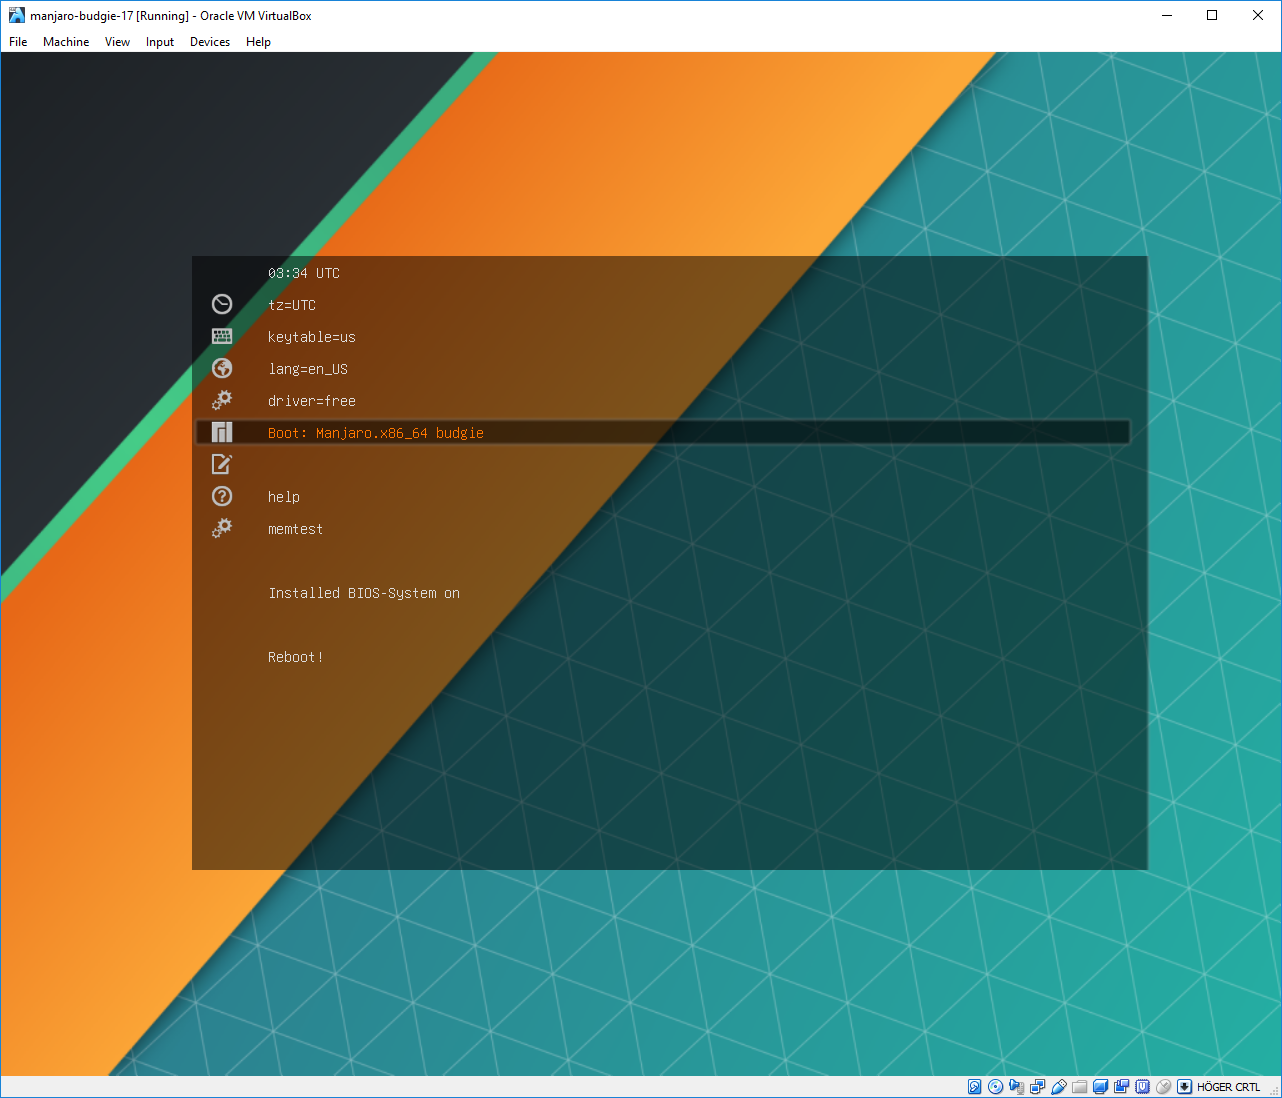 manjaro-budgie-17 [Running] - Oracle VM VirtualBox
File Machine View Input Devices Help
03:34 UTC
tz=UTC
keytable=us
lang=en_US
driver=free
Boot: Manjaro.x86_64 budgie
help
memtest
Installed BIOS-System on
Reboot!
HÖGER CRTL